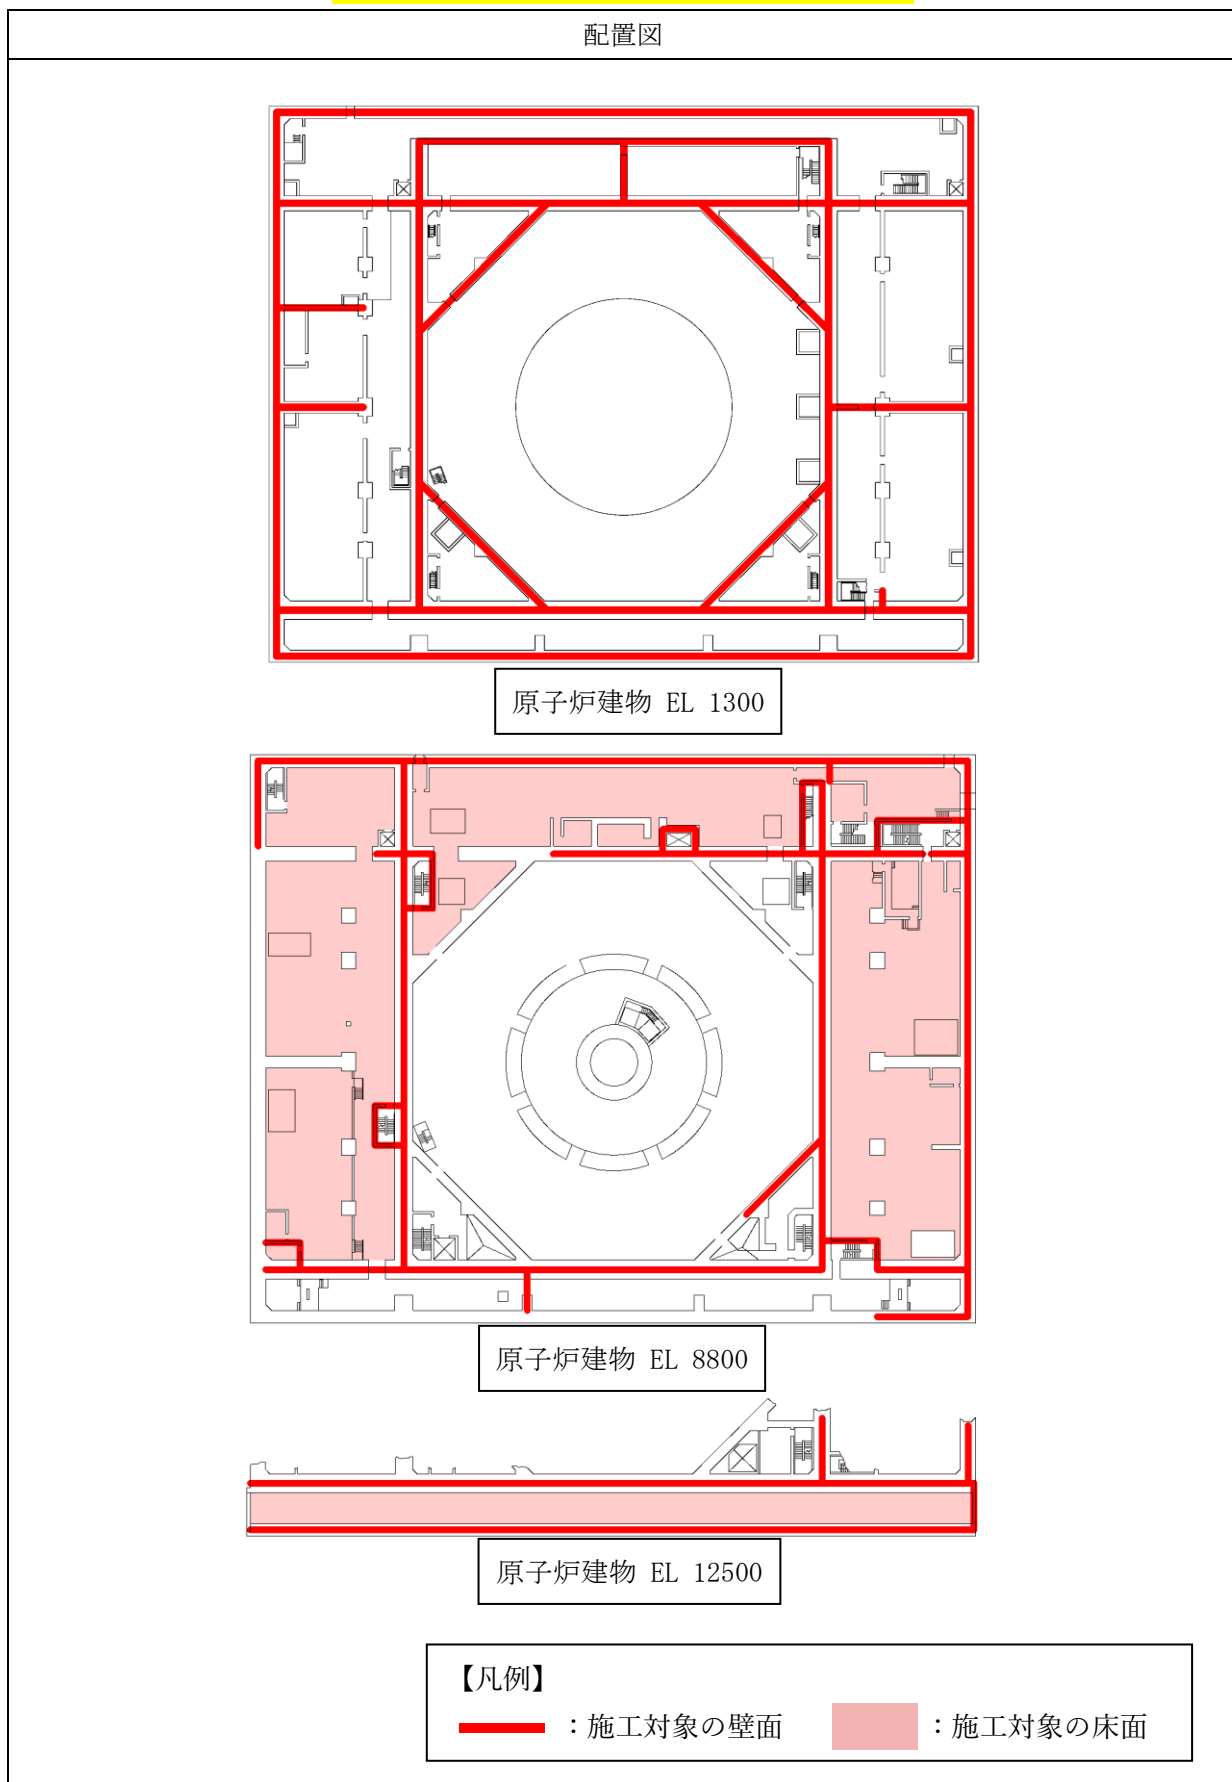 配置図
原子炉建物 EL 1300
原子炉建物 EL 8800
原子炉建物 EL 12500
【凡例】
：施工対象の壁面 ：施工対象の床面